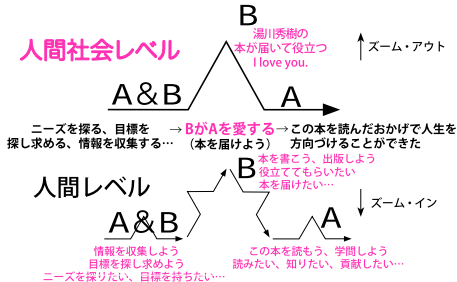 B
湯川秀樹の
人間社会レベル
本が届いて役立つ
I love you.
ズーム・アウト
A&B
A
ニーズを探る、目標を
探し求める、情報を収集する…
→BがAを愛する→
(本を届けよう)
この本を読んだおかげで人生を
方向づけることができた
人間レベル
B
本を書こう、出版しよう
役立ててもらいたい
本を届けたい…
ズーム・イン
A&B
A
情報を収集しよう
目標を探し求めよう
ニーズを探りたい、目標を持ちたい…
この本を読もう、学問しよう
読みたい、知りたい、貢献したい…